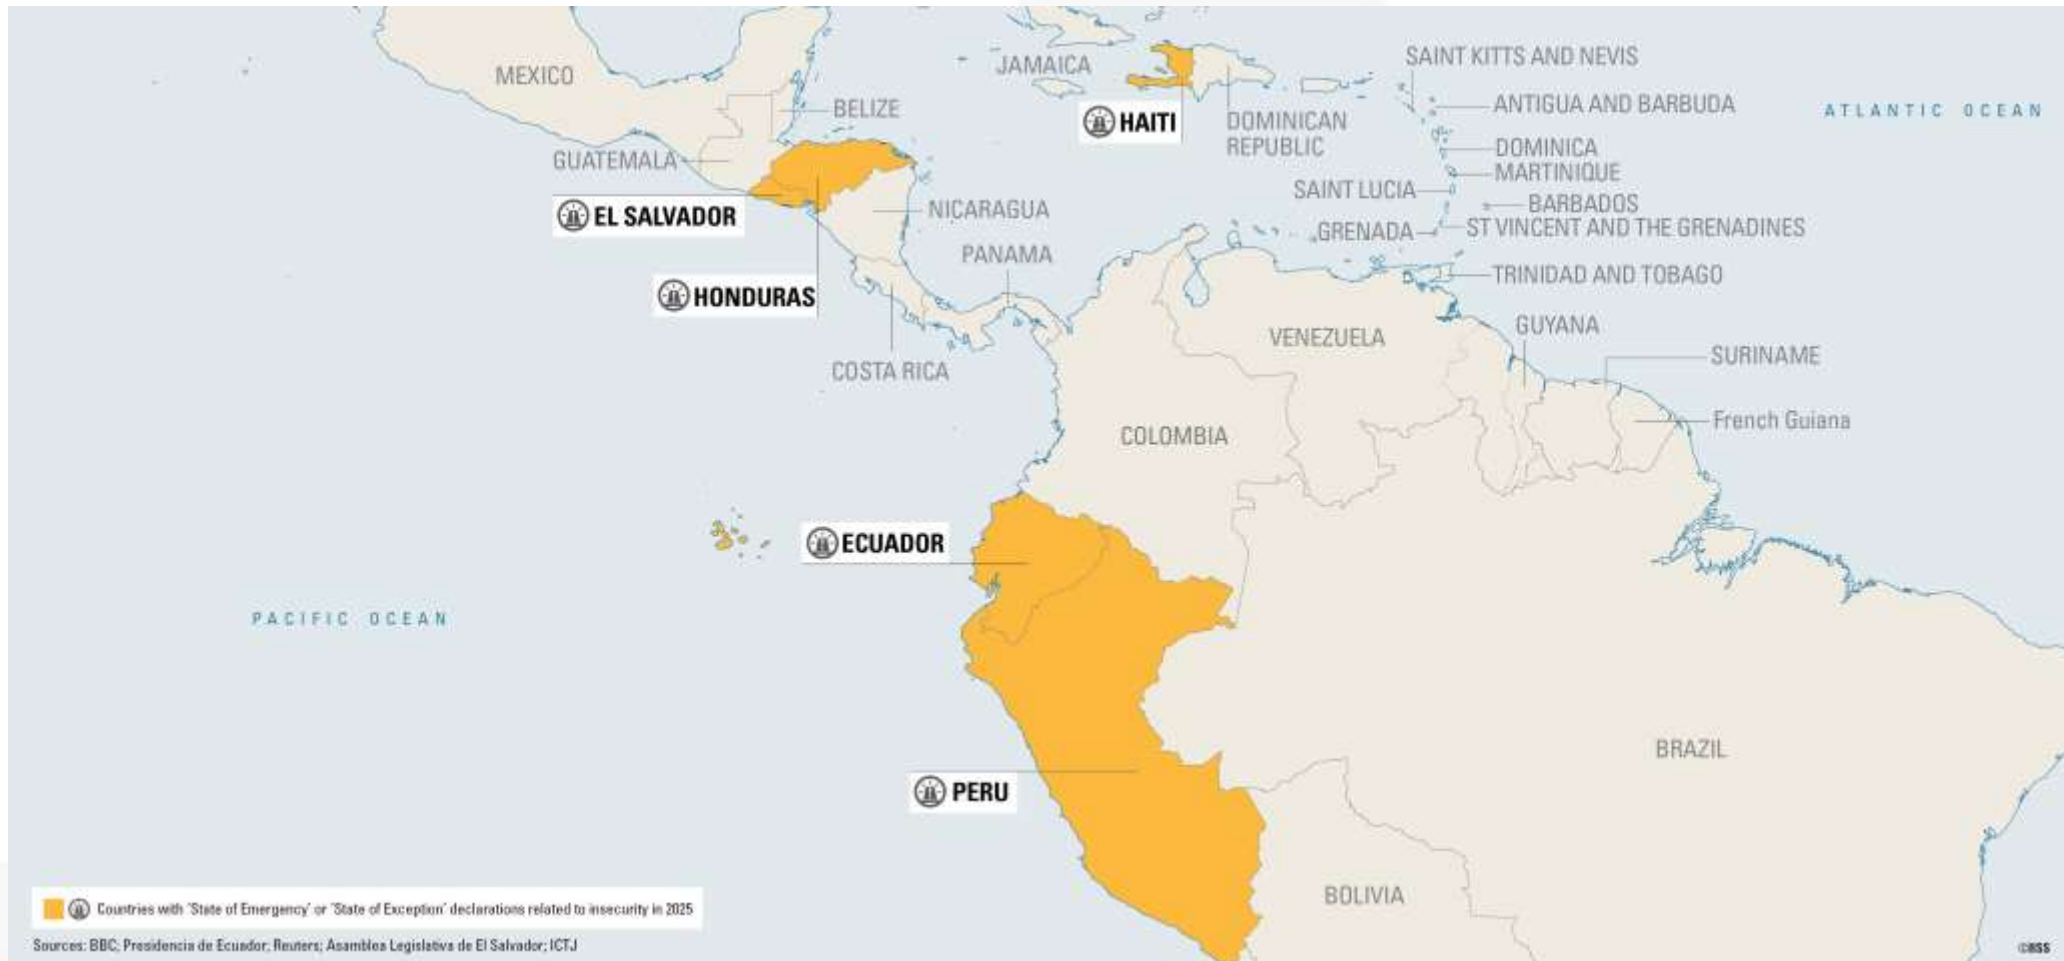 MEXICO
JAMAICA
SAINT KITTS AND NEVIS
BELIZE
HAITI
DOMINICAN
REPUBLIC
ANTIGUA AND BARBUDA
ATLANTIC OCEAN
GUATEMALA
DOMINICA
MARTINIQUE
SAINT LUCIA
BARBADOS
EL SALVADOR
NICARAGUA
GRENADA
ST VINCENT AND THE GRENADINES
PANAMA
TRINIDAD AND TOBAGO
HONDURAS
GUYANA
VENEZUELA
SURINAME
COSTA RICA
French Guiana
COLOMBIA
ECUADOR
PACIFIC OCEAN
BRAZIL
PERU
BOLIVIA
Countries with 'State of Emergency' or 'State of Exception' declarations related to insecurity in 2025
Sources: BBC; Presidencia de Ecuador; Reuters; Asamblea Legislativa de El Salvador; ICTJ
©IISS